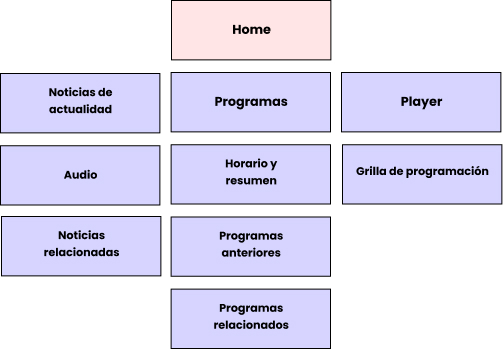 Home
Noticias de
actualidad
Programas
Player
Audio
Horario y
resumen
Grilla de programación
Noticias
relacionadas
Programas
anteriores
Programas
relacionados